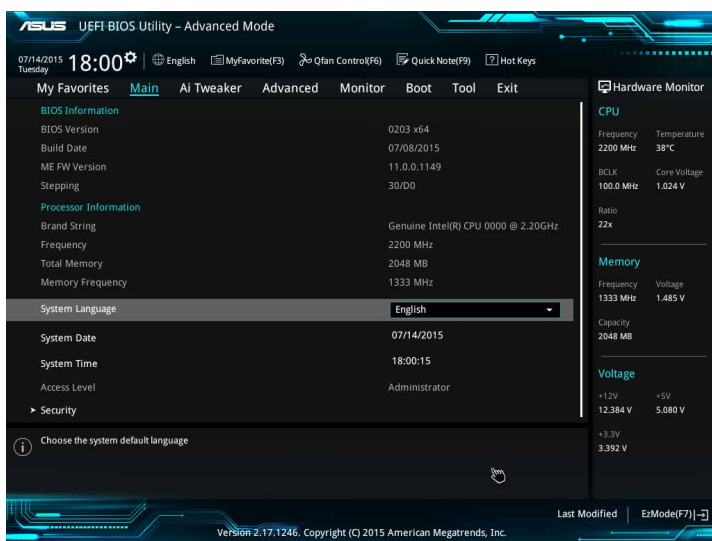 ASUS UEFI BIOS Utility – Advanced Mode
07/14/2015 Tuesday 18:00 English MyFavorite(F3) Qfan Control(F6) Quick Note(F9) ? Hot Keys
My Favorites Main Ai Tweaker Advanced Monitor Boot Tool Exit
BIOS Information
BIOS Version 0203 x64
Build Date 07/08/2015
ME FW Version 11.0.0.1149
Stepping 30/D0
Processor Information
Brand String Genuine Intel(R) CPU 0000 @ 2.20GHz
Frequency 2200 MHz
Total Memory 2048 MB
Memory Frequency 1333 MHz
System Language English
System Date 07/14/2015
System Time 18:00:15
Access Level Administrator
Security
Choose the system default language
Hardware Monitor
CPU
Frequency Temperature
2200 MHz 38°C
BCLK Core Voltage
100.0 MHz 1.024 V
Ratio
22x
Memory
Frequency Voltage
1333 MHz 1.485 V
Capacity
2048 MB
Voltage
+12V +5V
12.384 V 5.080 V
+3.3V
3.392 V
Last Modified EzMode(F7)
Version 2.17.1246. Copyright (C) 2015 American Megatrends, Inc.